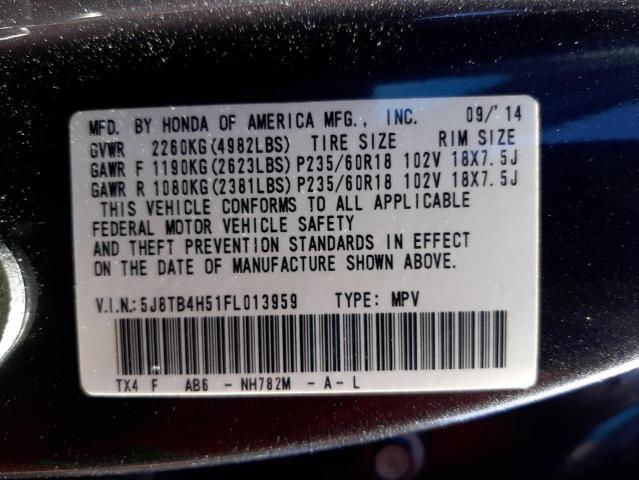 MFD. BY HONDA OF AMERICA MFG., INC. 09/'14
GVWR 2260KG(4982LBS) TIRE SIZE RIM SIZE
GAWR F 1190KG(2623LBS) P235/60R18 102V 18X7.5J
GAWR R 1080KG(2381LBS) P235/60R18 102V 18X7.5J
THIS VEHICLE CONFORMS TO ALL APPLICABLE
FEDERAL MOTOR VEHICLE SAFETY
AND THEFT PREVENTION STANDARDS IN EFFECT
ON THE DATE OF MANUFACTURE SHOWN ABOVE.
V.I.N.: 5J8TB4H51FL013959 TYPE: MPV
TX4 F AB6 - NH782M - A - L